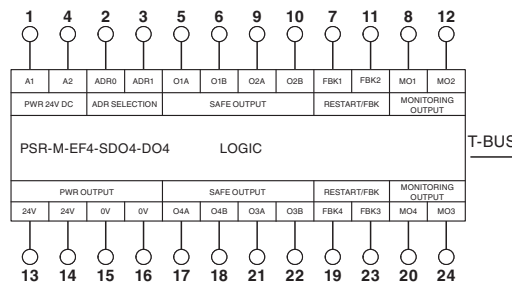 1 4 2 3 5 6 9 10 7 11 8 12
A1 A2 ADR0 ADR1 O1A O1B O2A O2B FBK1 FBK2 MO1 MO2
PWR 24V DC ADR SELECTION SAFE OUTPUT RESTART/FBK MONITORING
OUTPUT
PSR-M-EF4-SDO4-DO4 LOGIC T-BUS
PWR OUTPUT SAFE OUTPUT RESTART/FBK MONITORING
OUTPUT
24V 24V 0V 0V O4A O4B O3A O3B FBK4 FBK3 MO4 MO3
13 14 15 16 17 18 21 22 19 23 20 24